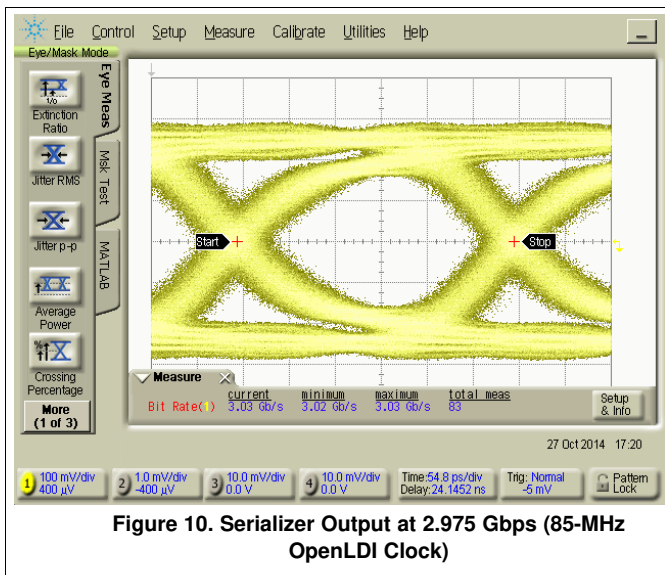 File Control Setup Measure Calibrate Utilities Help
Eye/Mask Mode
Eye Meas
Msk Test
MATLAB
1/0
Extinction
Ratio
Jitter RMS
Jitter p-p
Average
Power
Crossing
Percentage
More
(1 of 3)
Start
Stop
Measure
current minimum maximum total meas
Bit Rate(1) 3.03 Gb/s 3.02 Gb/s 3.03 Gb/s 83
Setup
& Info
27 Oct 2014 17:20
1 100 mV/div
400 µV
2 1.0 mV/div
-400 µV
3 10.0 mV/div
0.0 V
4 10.0 mV/div
0.0 V
Time:54.8 ps/div
Delay:24.1452 ns
Trig: Normal
-5 mV
Pattern
Lock
Figure 10. Serializer Output at 2.975 Gbps (85-MHz
OpenLDI Clock)